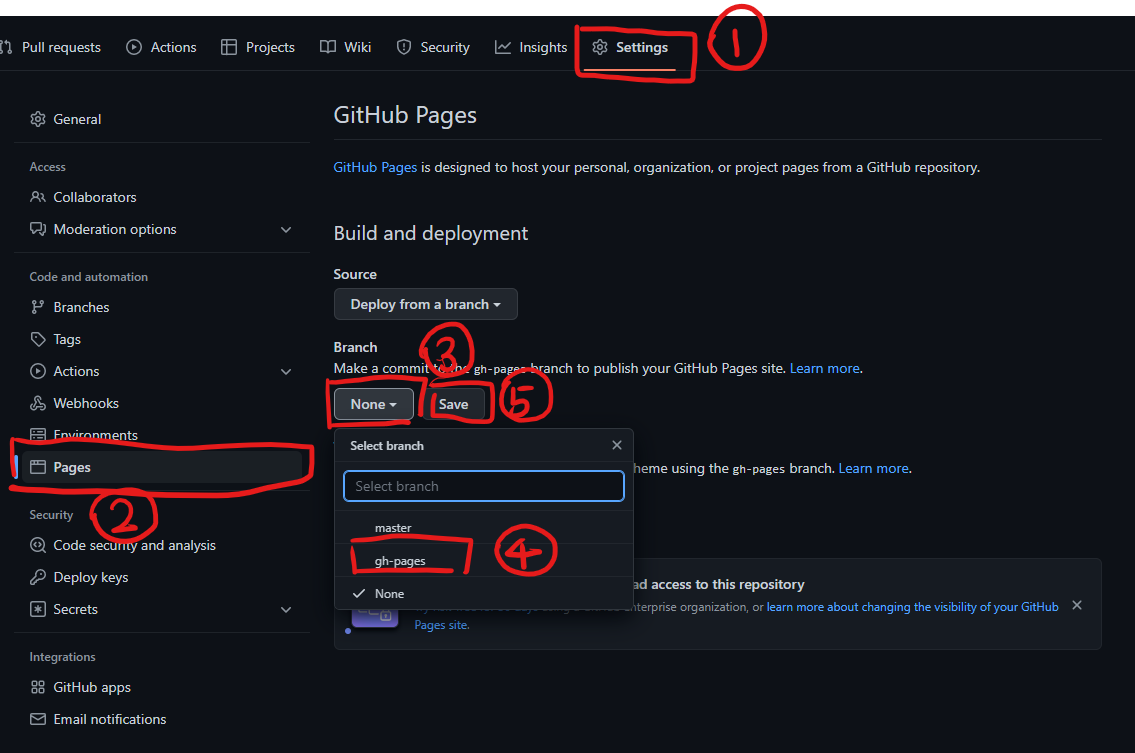 Pull requests Actions Projects Wiki Security Insights Settings 1
General
Access
Collaborators
Moderation options
Code and automation
Branches
Tags
Actions
Webhooks
Environments
Pages
2
Security
Code security and analysis
Deploy keys
Secrets
Integrations
GitHub apps
Email notifications
GitHub Pages
GitHub Pages is designed to host your personal, organization, or project pages from a GitHub repository.
Build and deployment
Source
Deploy from a branch
Branch
3
Make a commit to the gh-pages branch to publish your GitHub Pages site. Learn more.
None Save 5
Select branch
heme using the gh-pages branch. Learn more.
Select branch
master
gh-pages 4
None
ad access to this repository
Enterprise organization, or learn more about changing the visibility of your GitHub
Pages site.